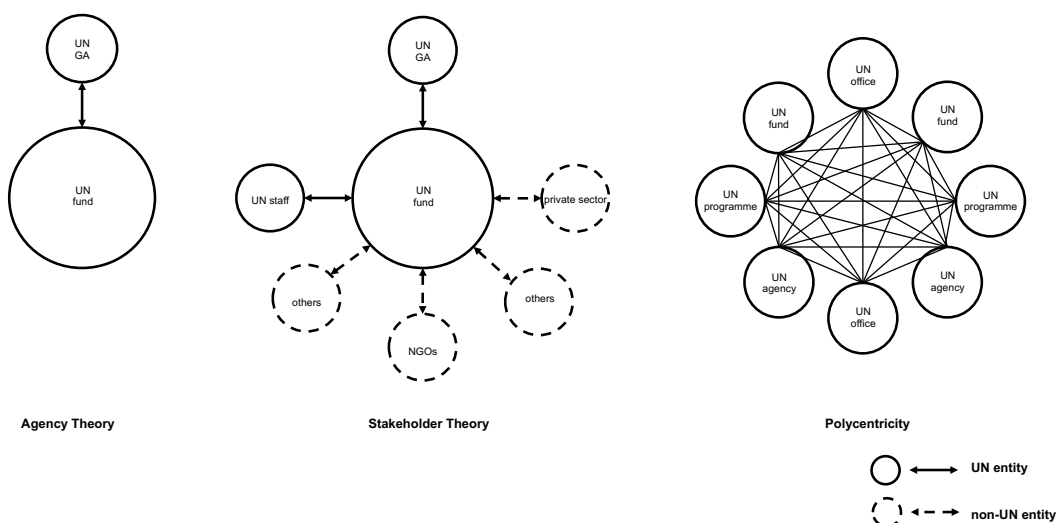 UN
GA
UN
fund
Agency Theory
UN
GA
UN staff
UN
fund
private sector
others
NGOs
others
Stakeholder Theory
UN
office
UN
fund
UN
fund
UN
programme
UN
programme
UN
agency
UN
agency
UN
office
Polycentricity
UN entity
non-UN entity